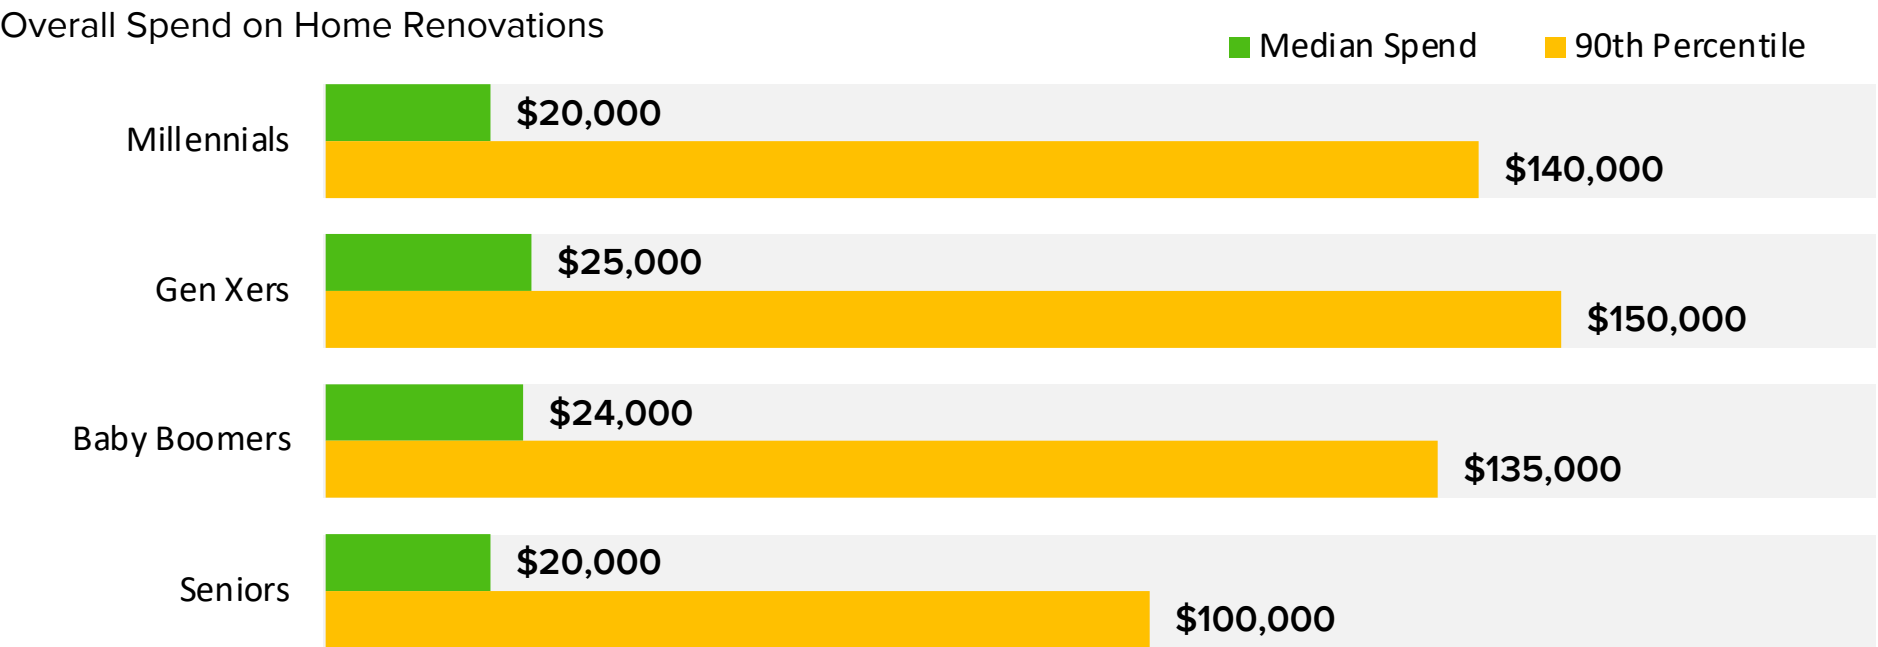 Overall Spend on Home Renovations
Median Spend
90th Percentile
Millennials
$20,000
$140,000
Gen Xers
$25,000
$150,000
Baby Boomers
$24,000
$135,000
Seniors
$20,000
$100,000